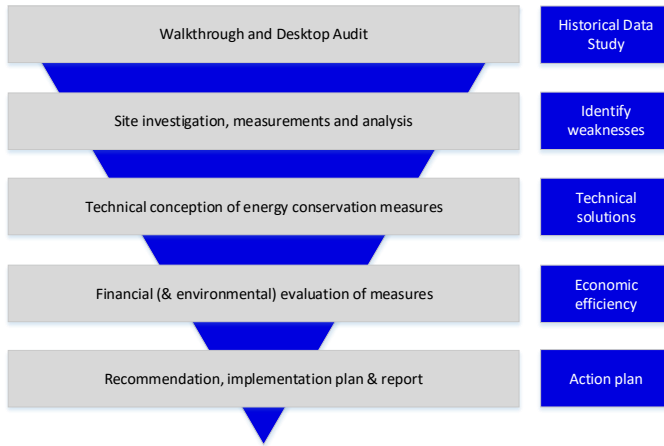 Walkthrough and Desktop Audit
Historical Data
Study
Site investigation, measurements and analysis
Identify
weaknesses
Technical conception of energy conservation measures
Technical
solutions
Financial (& environmental) evaluation of measures
Economic
efficiency
Recommendation, implementation plan & report
Action plan